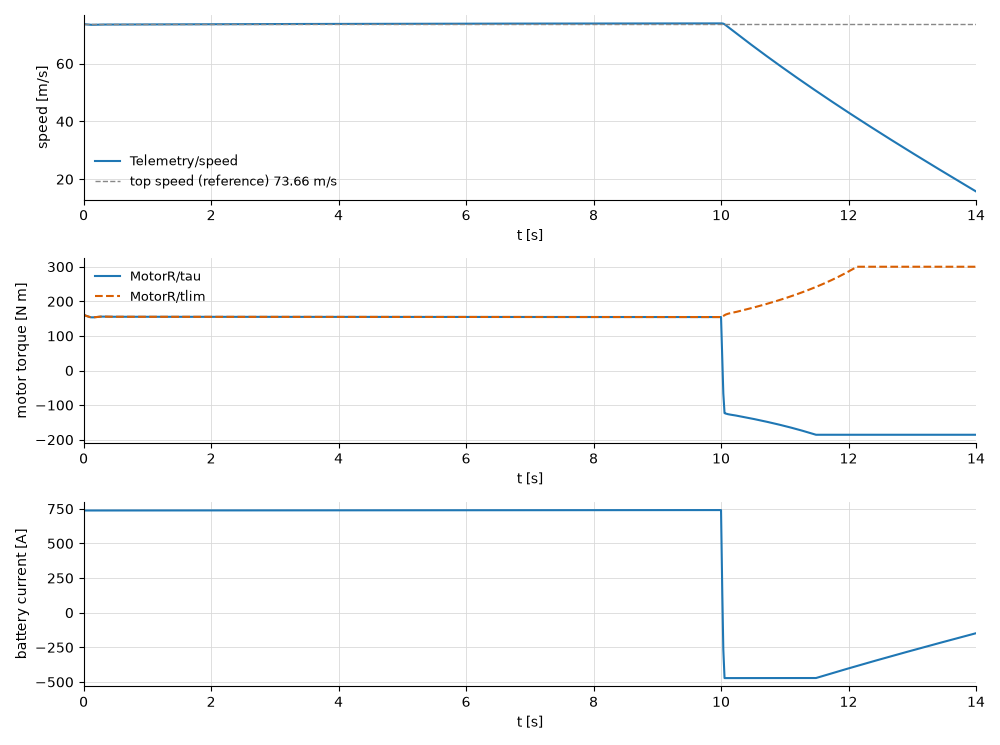 60
40
20
speed [m/s]
Telemetry/speed
top speed (reference) 73.66 m/s
0 2 4 6 8 10 12 14
t [s]
300
200
100
0
−100
−200
motor torque [N m]
MotorR/tau
MotorR/tlim
0 2 4 6 8 10 12 14
t [s]
750
500
250
0
−250
−500
battery current [A]
0 2 4 6 8 10 12 14
t [s]